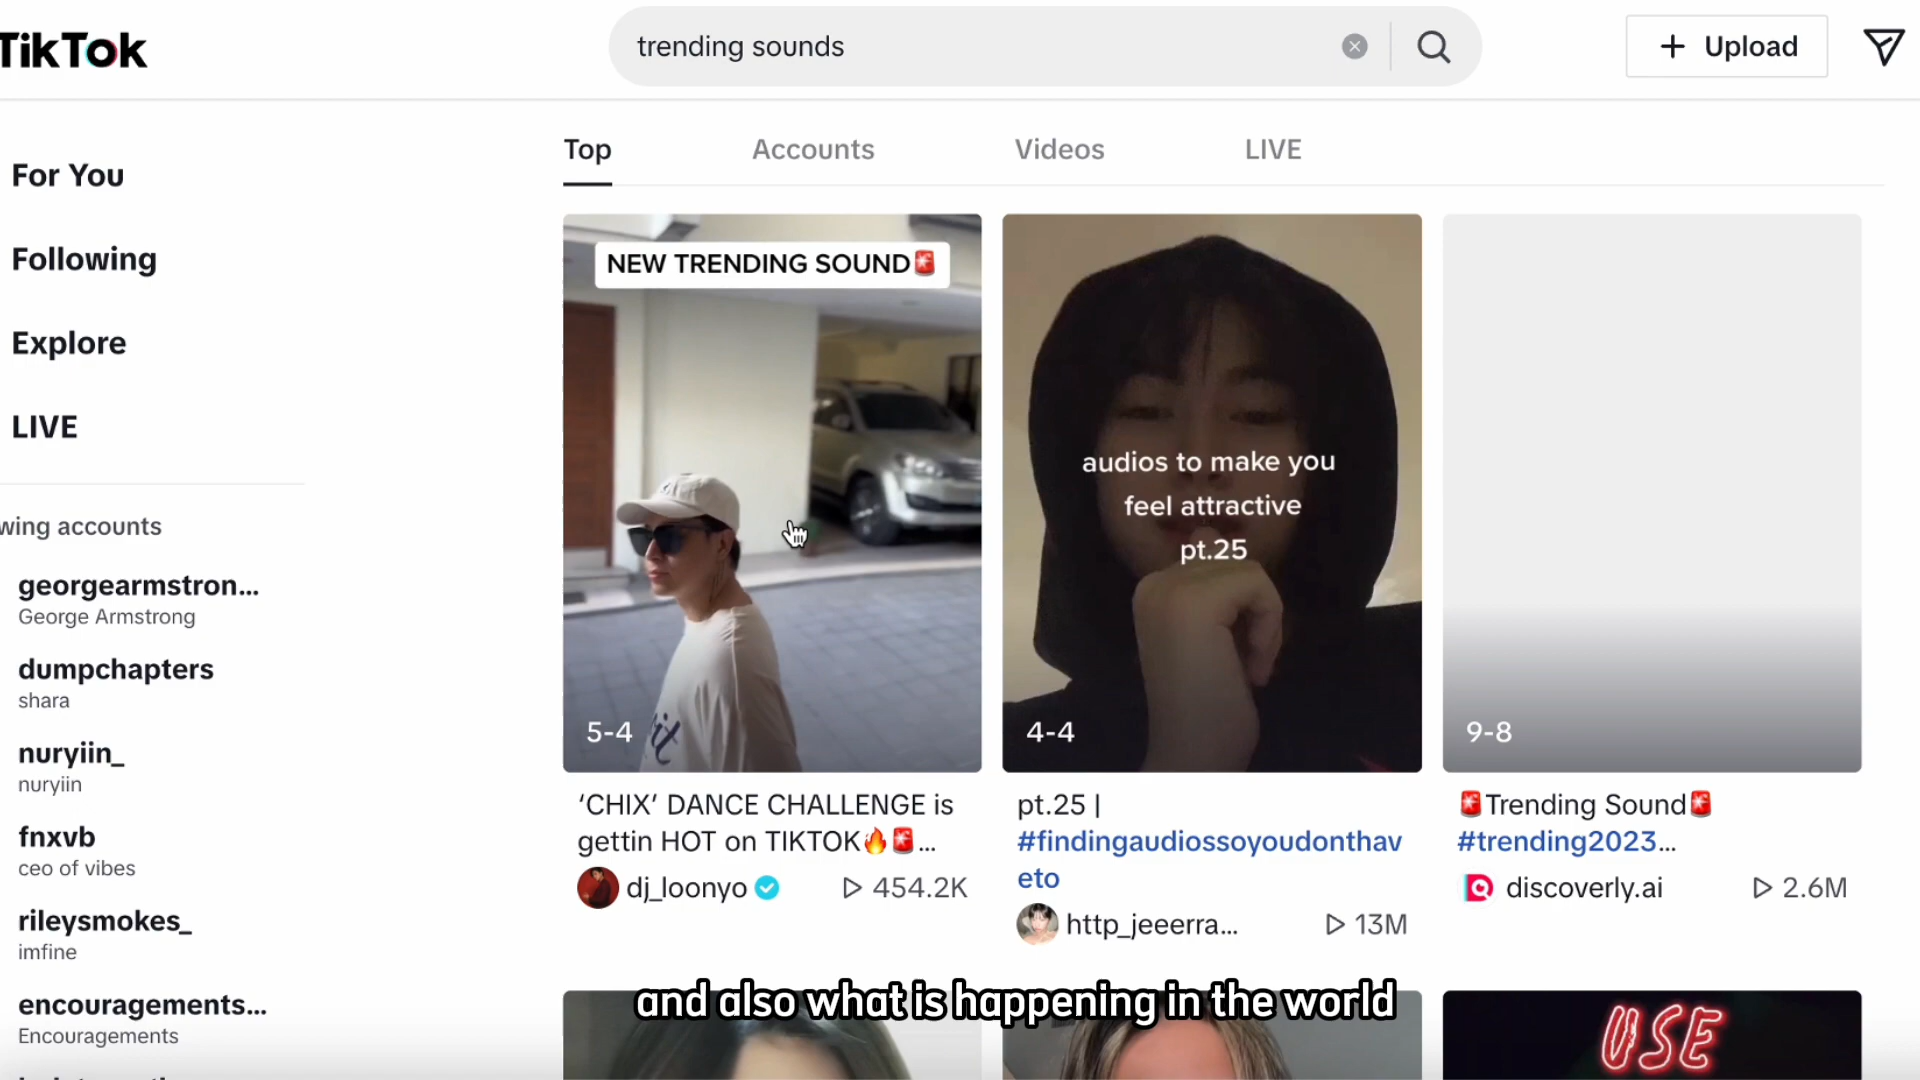 TikTok
trending sounds
Upload
Top
Accounts
Videos
LIVE
For You
Following
Explore
LIVE
wing accounts
georgearmstron...
George Armstrong
dumpchapters
shara
nuryiin_
nuryiin
fnxvb
ceo of vibes
rileysmokes_
imfine
encouragements...
Encouragements
NEW TRENDING SOUND🚨
5-4
‘CHIX’ DANCE CHALLENGE is
gettin HOT on TIKTOK🔥🚨...
dj_loonyo
454.2K
audios to make you
feel attractive
pt.25
4-4
pt.25 |
#findingaudiossoyoudonthav
eto
http_jeeerra...
13M
9-8
🚨Trending Sound🚨
#trending2023...
discoverly.ai
2.6M
USE
and also what is happening in the world